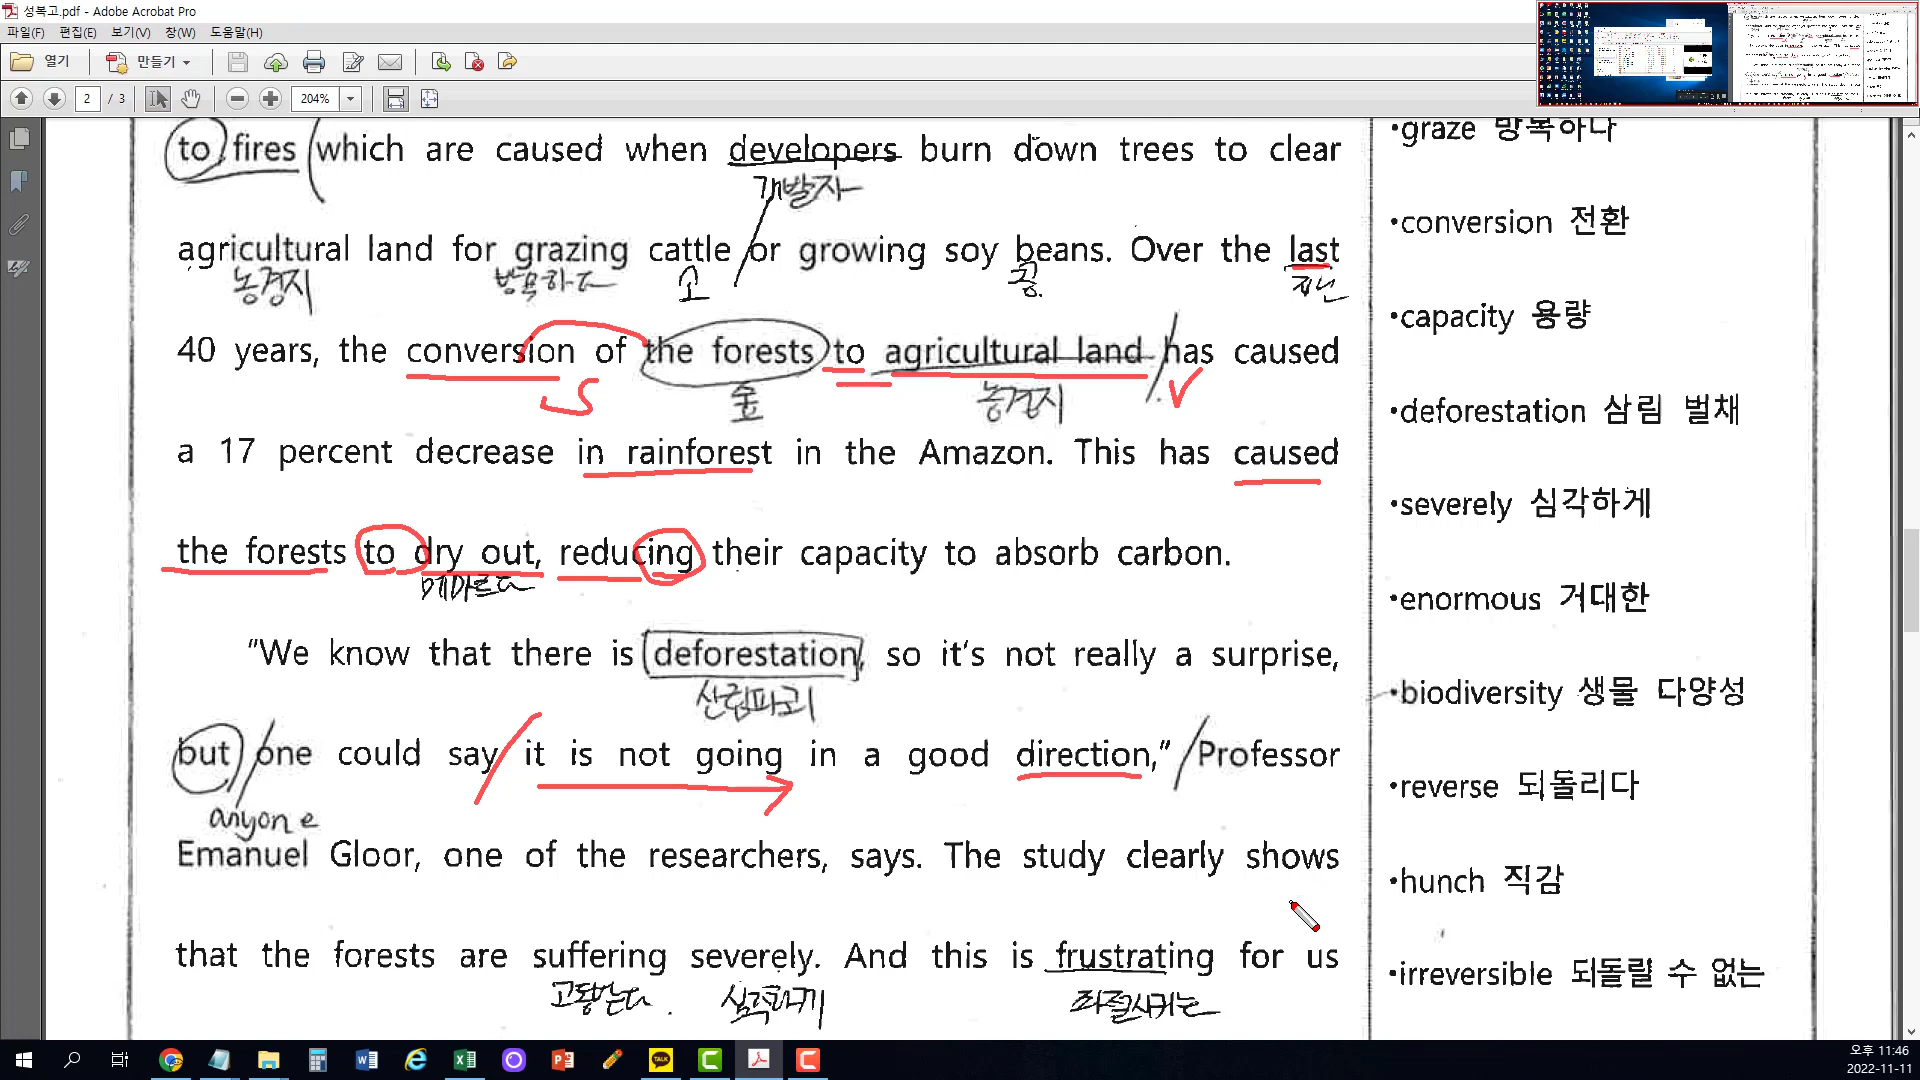 성복고.pdf - Adobe Acrobat Pro
파일(F) 편집(E) 보기(V) 창(W) 도움말(H)
열기 만들기
2 / 3 204%
to fires which are caused when developers burn down trees to clear
개발자
agricultural land for grazing cattle or growing soy beans. Over the last
농경지 방목하다 소 콩 지난
40 years, the conversion of the forests to agricultural land has caused
S 숲 농경지 V
a 17 percent decrease in rainforest in the Amazon. This has caused
the forests to dry out, reducing their capacity to absorb carbon.
메마르다
“We know that there is deforestation, so it’s not really a surprise,
산림파괴
but one could say it is not going in a good direction,” Professor
anyone
Emanuel Gloor, one of the researchers, says. The study clearly shows
that the forests are suffering severely. And this is frustrating for us
고통받다 심각하게 좌절시키는
•graze 방목하다
•conversion 전환
•capacity 용량
•deforestation 삼림 벌채
•severely 심각하게
•enormous 거대한
•biodiversity 생물 다양성
•reverse 되돌리다
•hunch 직감
•irreversible 되돌릴 수 없는
TALK
오후 11:46
2022-11-11